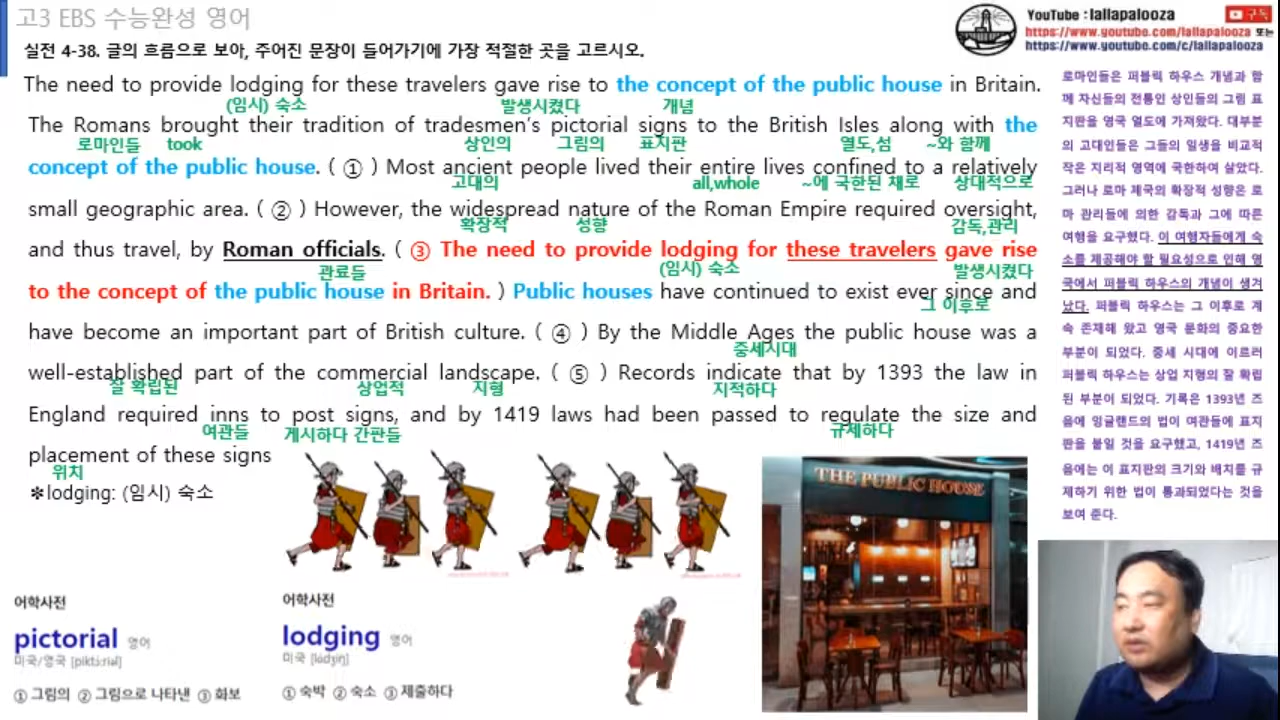 고3 EBS 수능완성 영어
YouTube : lallapalooza
구독
https://www.youtube.com/lallapalooza 또는
https://www.youtube.com/c/lallapalooza
실전 4-38. 글의 흐름으로 보아, 주어진 문장이 들어가기에 가장 적절한 곳을 고르시오.
The need to provide lodging for these travelers gave rise to the concept of the public house in Britain.
(임시) 숙소 발생시켰다 개념
The Romans brought their tradition of tradesmen's pictorial signs to the British Isles along with the
로마인들 took 상인의 그림의 표지판 열도,섬 ~와 함께
concept of the public house. ( ① ) Most ancient people lived their entire lives confined to a relatively
고대의 all,whole ~에 국한된 채로 상대적으로
small geographic area. ( ② ) However, the widespread nature of the Roman Empire required oversight,
확장적 성향 감독,관리
and thus travel, by Roman officials. ( ③ The need to provide lodging for these travelers gave rise
관료들 (임시) 숙소 발생시켰다
to the concept of the public house in Britain. ) Public houses have continued to exist ever since and
그 이후로
have become an important part of British culture. ( ④ ) By the Middle Ages the public house was a
중세시대
well-established part of the commercial landscape. ( ⑤ ) Records indicate that by 1393 the law in
잘 확립된 상업적 지형 지적하다
England required inns to post signs, and by 1419 laws had been passed to regulate the size and
여관들 게시하다 간판들 규제하다
placement of these signs
위치
✻lodging: (임시) 숙소
로마인들은 퍼블릭 하우스 개념과 함
께 자신들의 전통인 상인들의 그림 표
지판을 영국 열도에 가져왔다. 대부분
의 고대인들은 그들의 일생을 비교적
작은 지리적 영역에 국한하여 살았다.
그러나 로마 제국의 확장적 성향은 로
마 관리들에 의한 감독과 그에 따른
여행을 요구했다. 이 여행자들에게 숙
소를 제공해야 할 필요성으로 인해 영
국에서 퍼블릭 하우스의 개념이 생겨
났다. 퍼블릭 하우스는 그 이후로 계
속 존재해 왔고 영국 문화의 중요한
부분이 되었다. 중세 시대에 이르러
퍼블릭 하우스는 상업 지형의 잘 확립
된 부분이 되었다. 기록은 1393년 즈
음에 잉글랜드의 법이 여관들에 표지
판을 붙일 것을 요구했고, 1419년 즈
음에는 이 표지판의 크기와 배치를 규
제하기 위한 법이 통과되었다는 것을
보여 준다.
THE PUBLIC HOUSE
어학사전
pictorial 영어
미국/영국 [piktɔ́ːriəl]
① 그림의 ② 그림으로 나타낸 ③ 화보
어학사전
lodging 영어
미국 [lɑ́dʒiŋ]
① 숙박 ② 숙소 ③ 제출하다